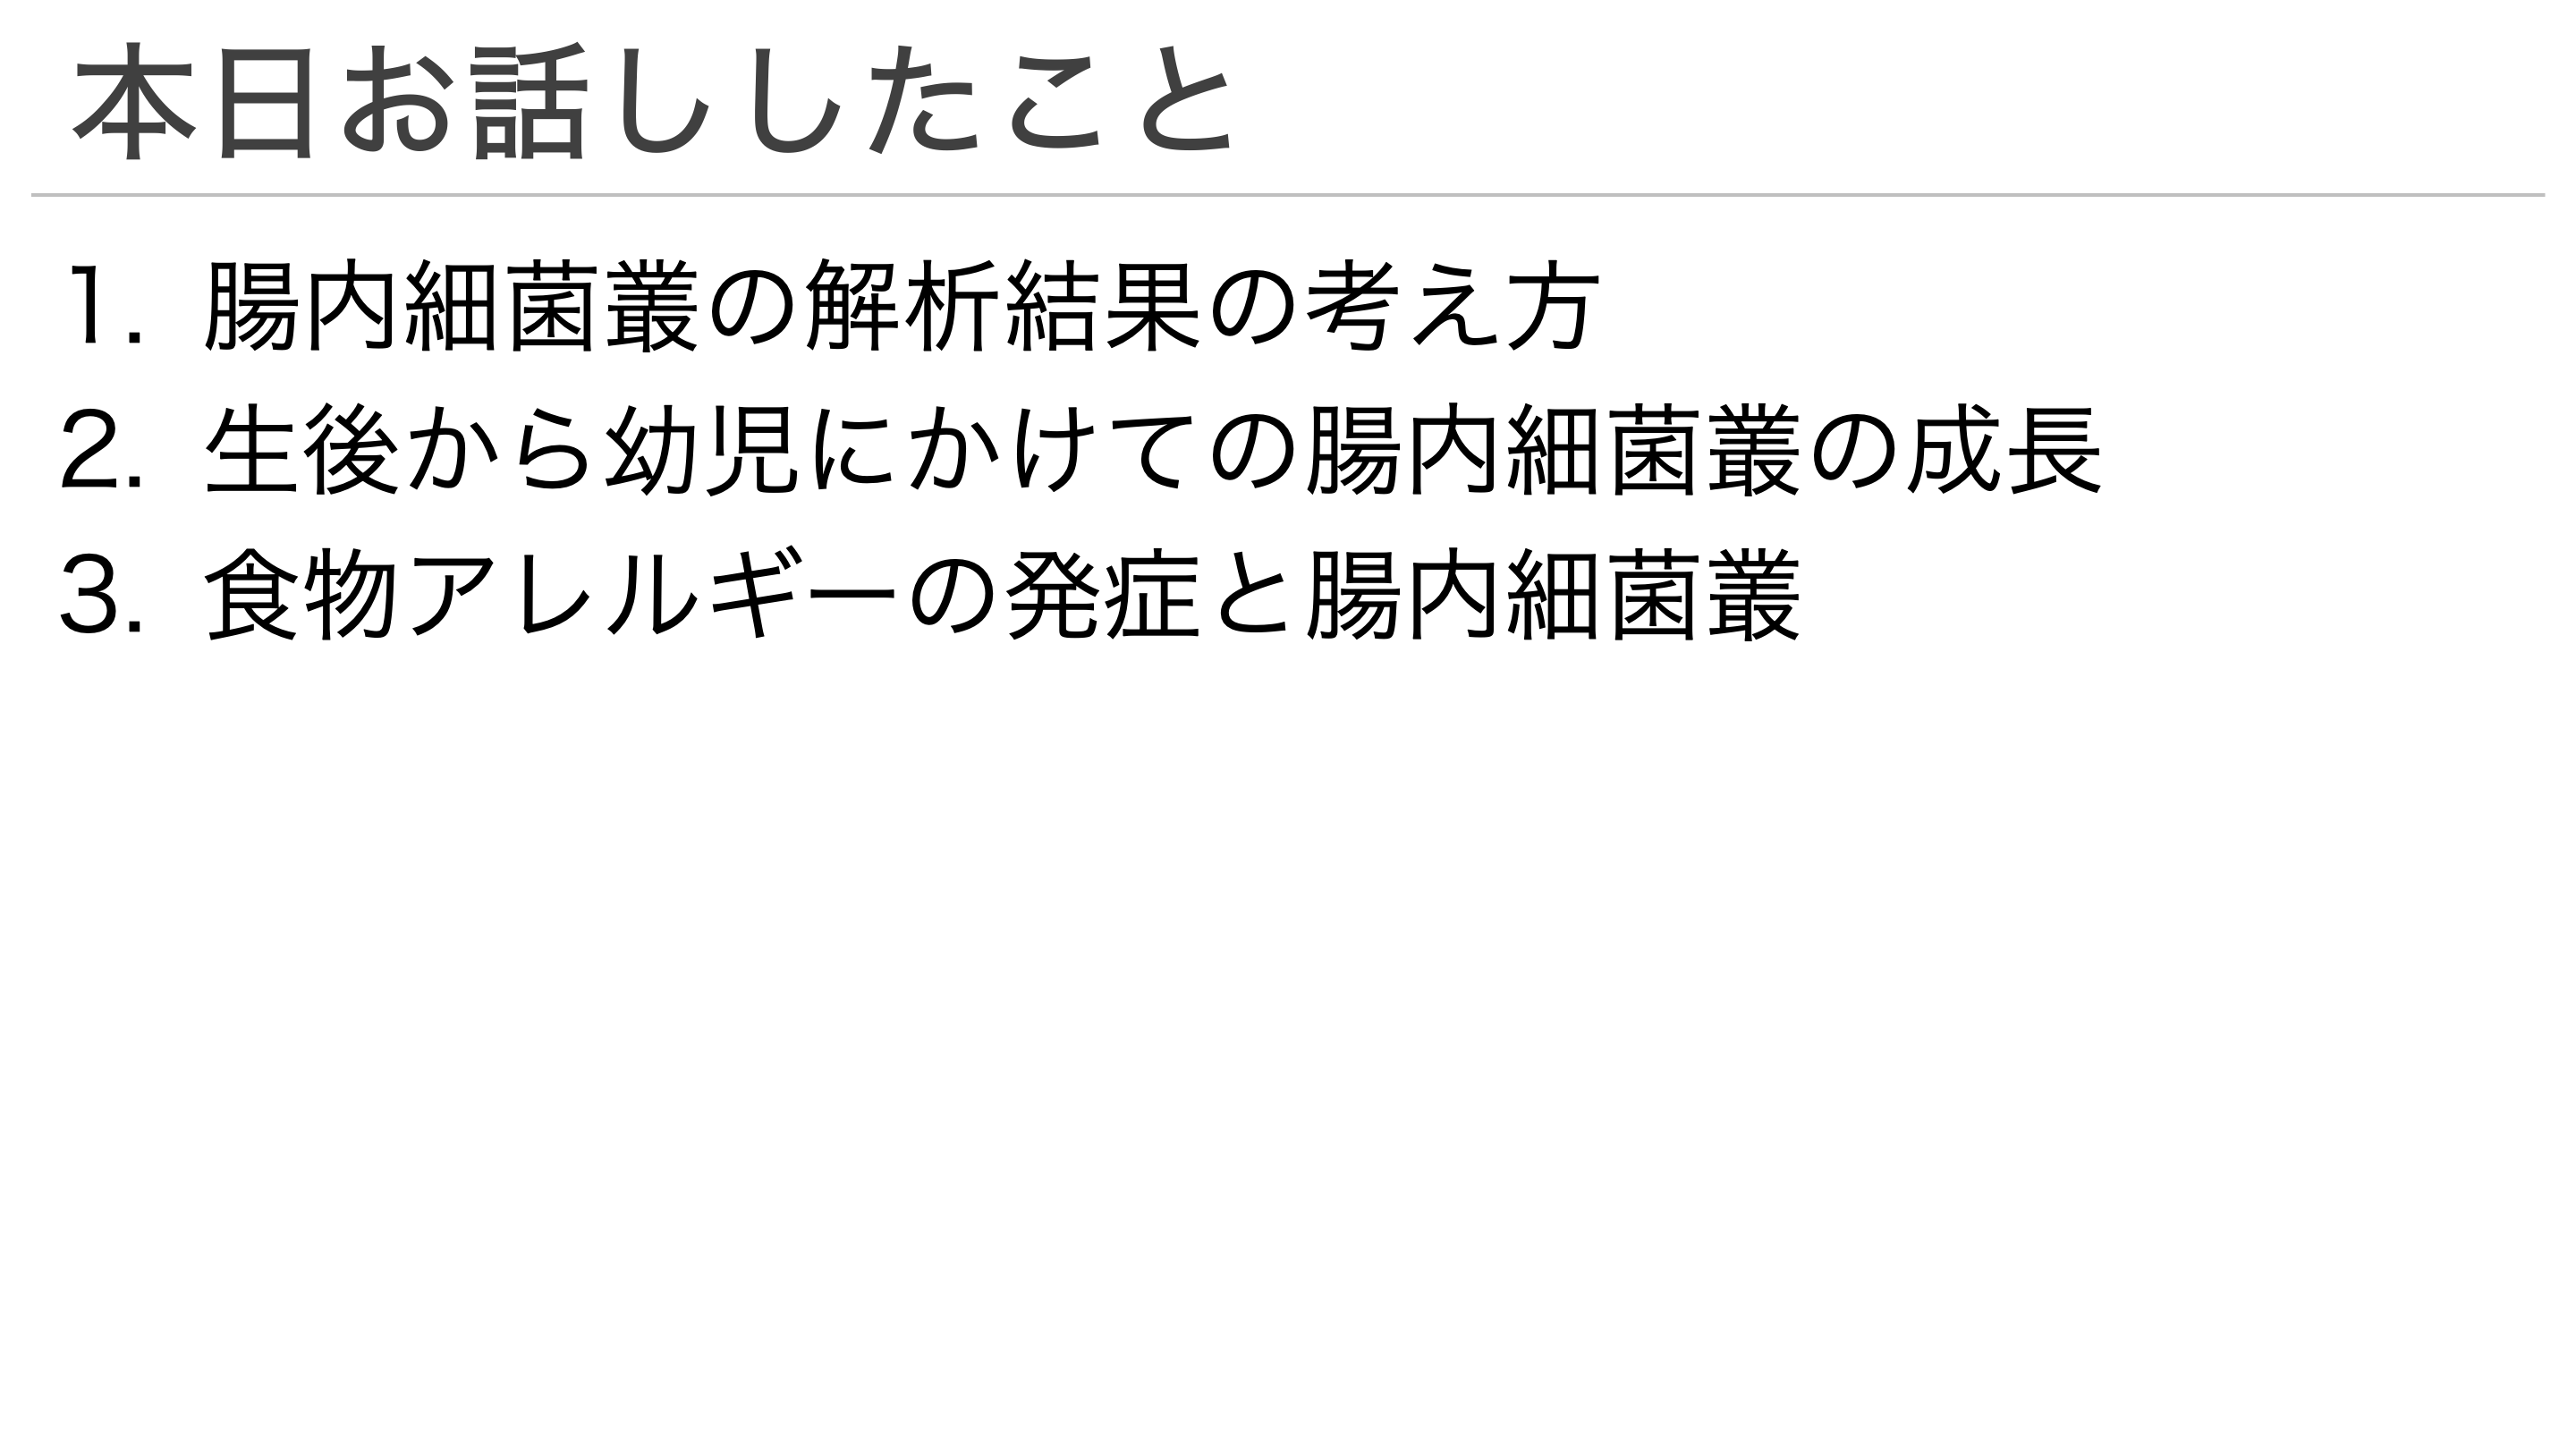 本日お話ししたこと
1. 腸内細菌叢の解析結果の考え方
2. 生後から幼児にかけての腸内細菌叢の成長
3. 食物アレルギーの発症と腸内細菌叢